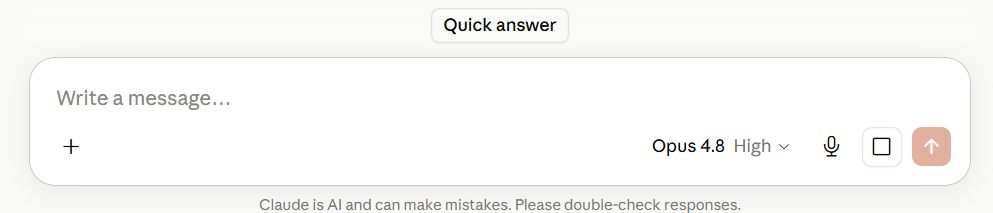 Quick answer
Write a message...
Opus 4.8 High
Claude is AI and can make mistakes. Please double-check responses.